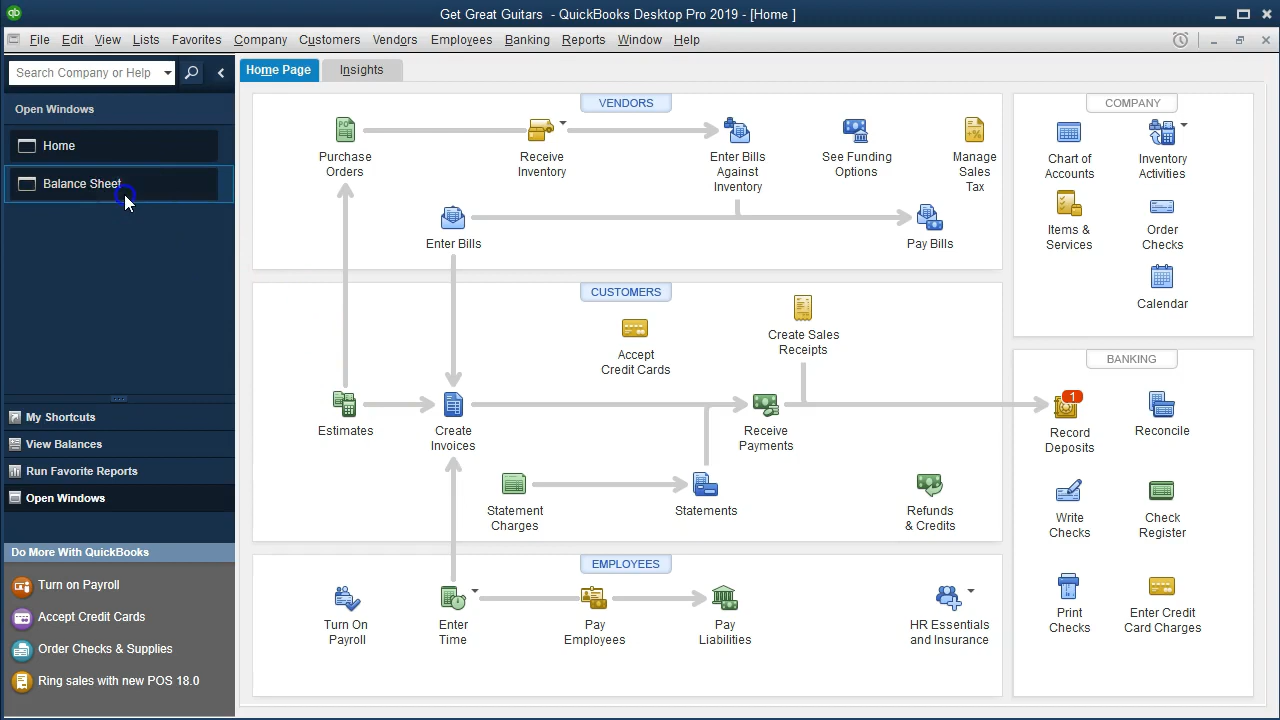 qb
Get Great Guitars - QuickBooks Desktop Pro 2019 - [Home ]
File Edit View Lists Favorites Company Customers Vendors Employees Banking Reports Window Help
Search Company or Help
Open Windows
Home
Balance Sheet
My Shortcuts
View Balances
Run Favorite Reports
Open Windows
Do More With QuickBooks
Turn on Payroll
Accept Credit Cards
Order Checks & Supplies
Ring sales with new POS 18.0
Home Page Insights
VENDORS
Purchase
Orders
Receive
Inventory
Enter Bills
Against
Inventory
See Funding
Options
Manage
Sales
Tax
Enter Bills
Pay Bills
CUSTOMERS
Accept
Credit Cards
Create Sales
Receipts
Estimates
Create
Invoices
Receive
Payments
Statement
Charges
Statements
Refunds
& Credits
EMPLOYEES
Turn On
Payroll
Enter
Time
Pay
Employees
Pay
Liabilities
HR Essentials
and Insurance
COMPANY
Chart of
Accounts
Inventory
Activities
Items &
Services
Order
Checks
Calendar
BANKING
1
Record
Deposits
Reconcile
Write
Checks
Check
Register
Print
Checks
Enter Credit
Card Charges